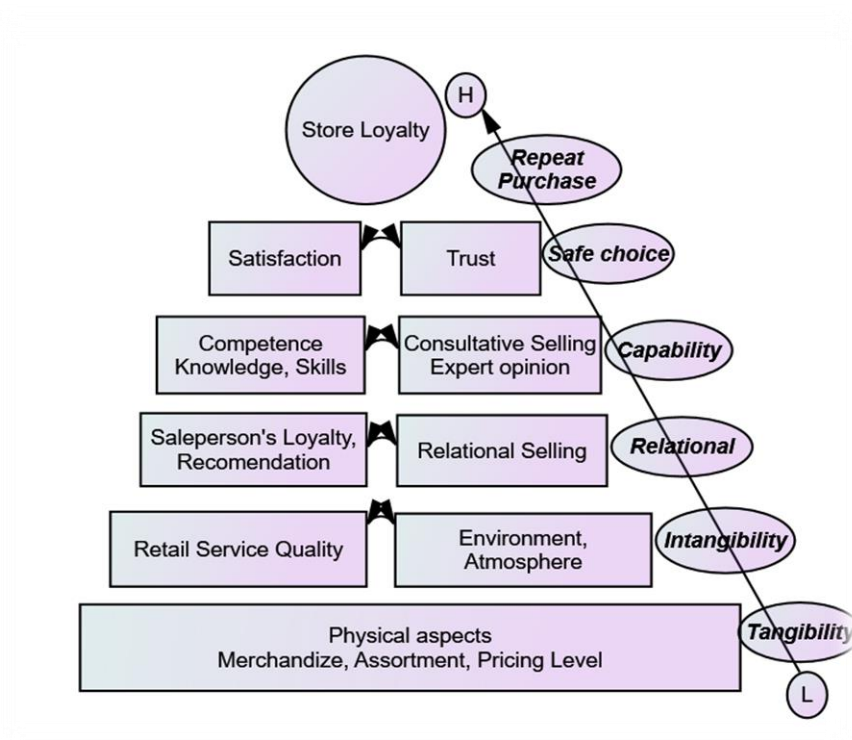 Store Loyalty
H
Repeat
Purchase
Satisfaction
Trust
Safe choice
Competence
Knowledge, Skills
Consultative Selling
Expert opinion
Capability
Saleperson's Loyalty,
Recomendation
Relational Selling
Relational
Retail Service Quality
Environment,
Atmosphere
Intangibility
Physical aspects
Merchandize, Assortment, Pricing Level
Tangibility
L